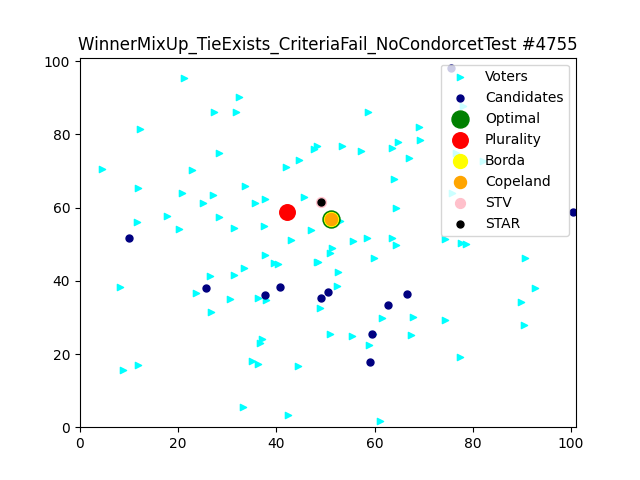 WinnerMixUp_TieExists_CriteriaFail_NoCondorcetTest #4755
100
80
60
40
20
0
0
20
40
60
80
100
Voters
Candidates
Optimal
Plurality
Borda
Copeland
STV
STAR